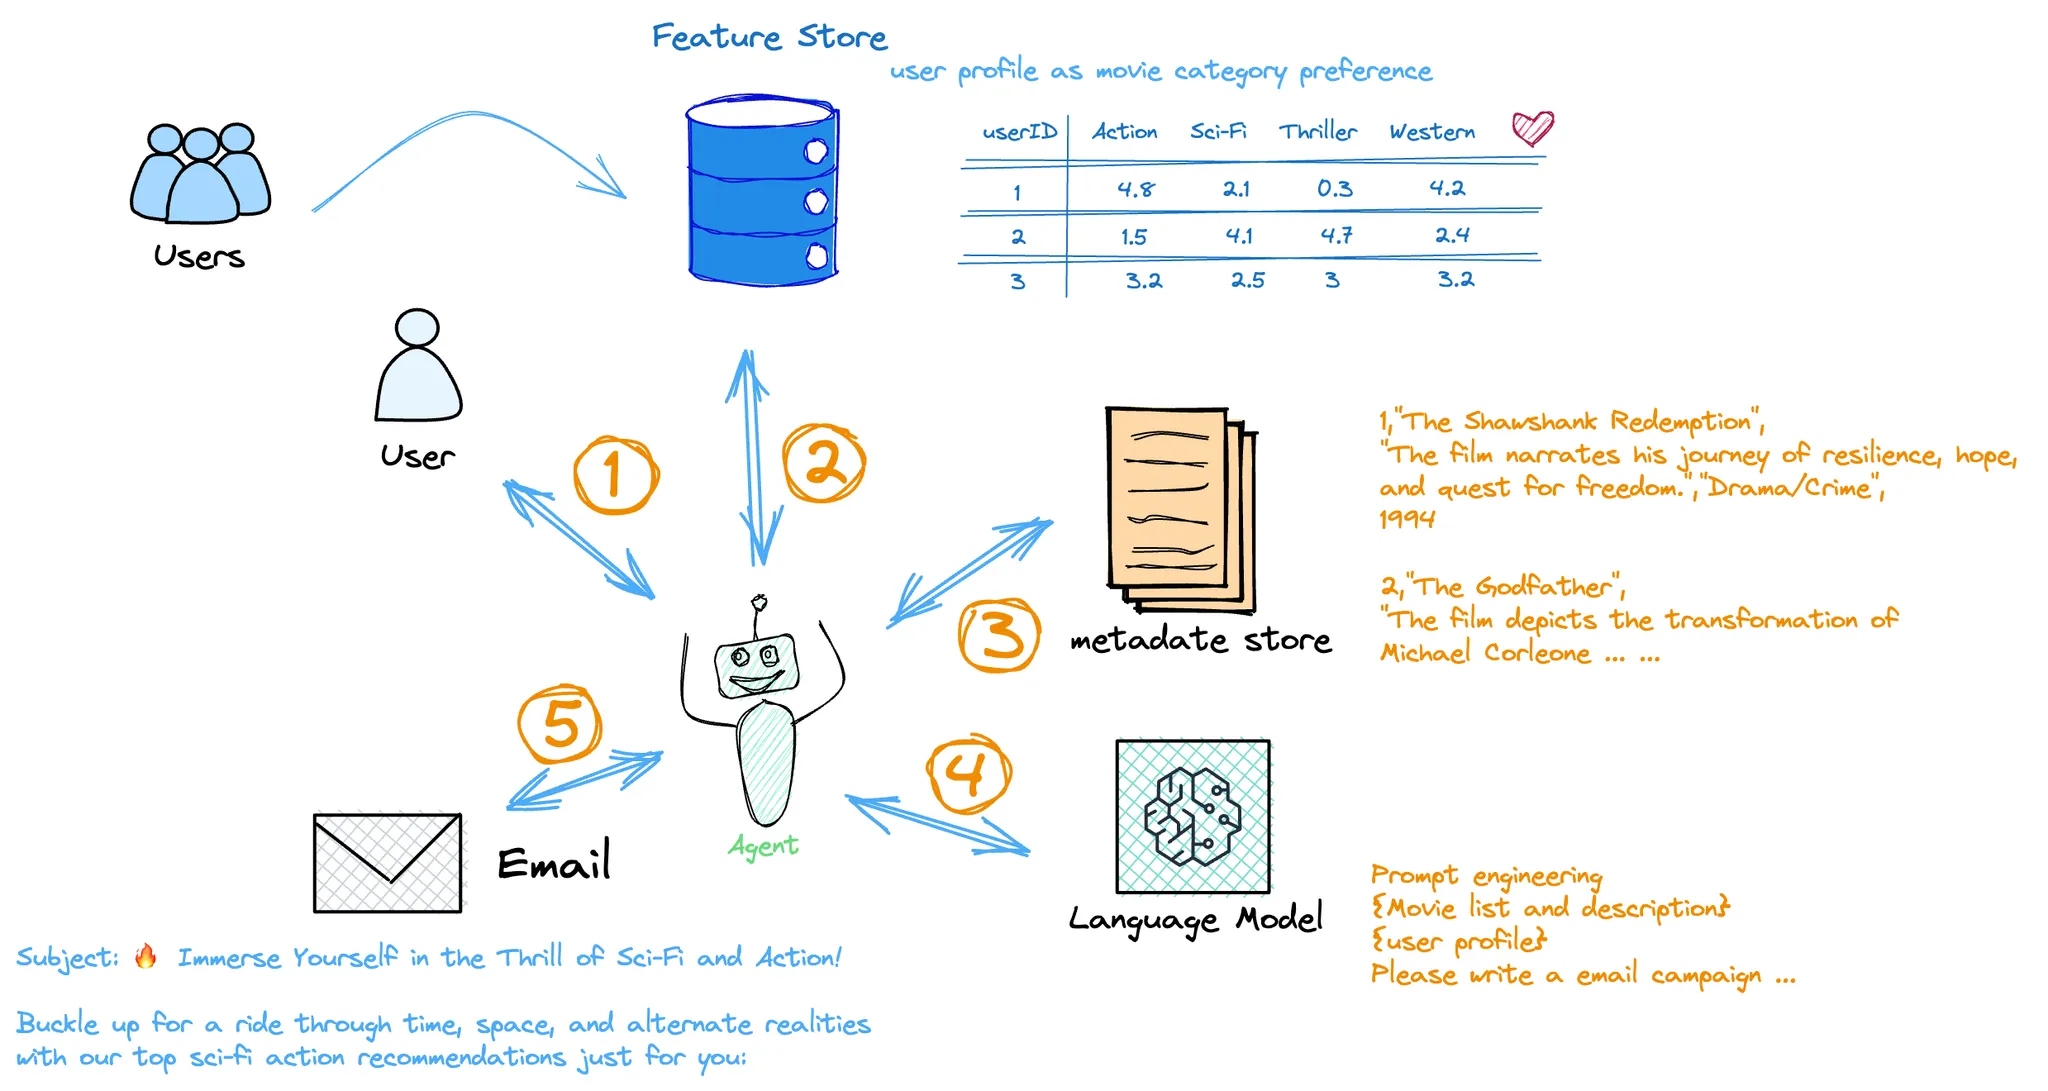 Feature Store
user profile as movie category preference
userID Action Sci-Fi Thriller Western
1 4.8 2.1 0.3 4.2
2 1.5 4.1 4.7 2.4
3 3.2 2.5 3 3.2
Users
User
1
2
3
metadate store
1,"The Shawshank Redemption",
"The film narrates his journey of resilience, hope,
and quest for freedom.","Drama/Crime",
1994
2,"The Godfather",
"The film depicts the transformation of
Michael Corleone ... ...
5
4
Agent
Email
Language Model
Prompt engineering
{Movie list and description}
{user profile}
Please write a email campaign ...
Subject: 🔥 Immerse Yourself in the Thrill of Sci-Fi and Action!
Buckle up for a ride through time, space, and alternate realities
with our top sci-fi action recommendations just for you: